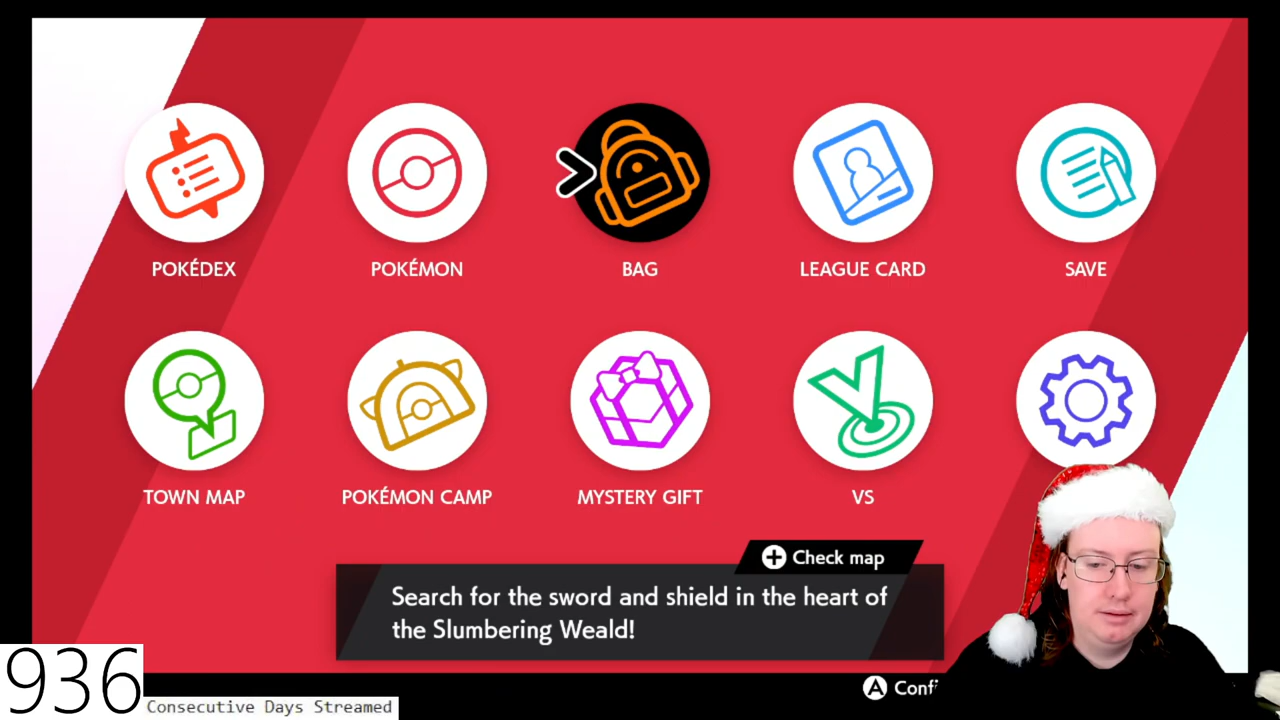 POKÉDEX
POKÉMON
BAG
LEAGUE CARD
SAVE
TOWN MAP
POKÉMON CAMP
MYSTERY GIFT
VS
Check map
Search for the sword and shield in the heart of
the Slumbering Weald!
A Confi
936
Consecutive Days Streamed